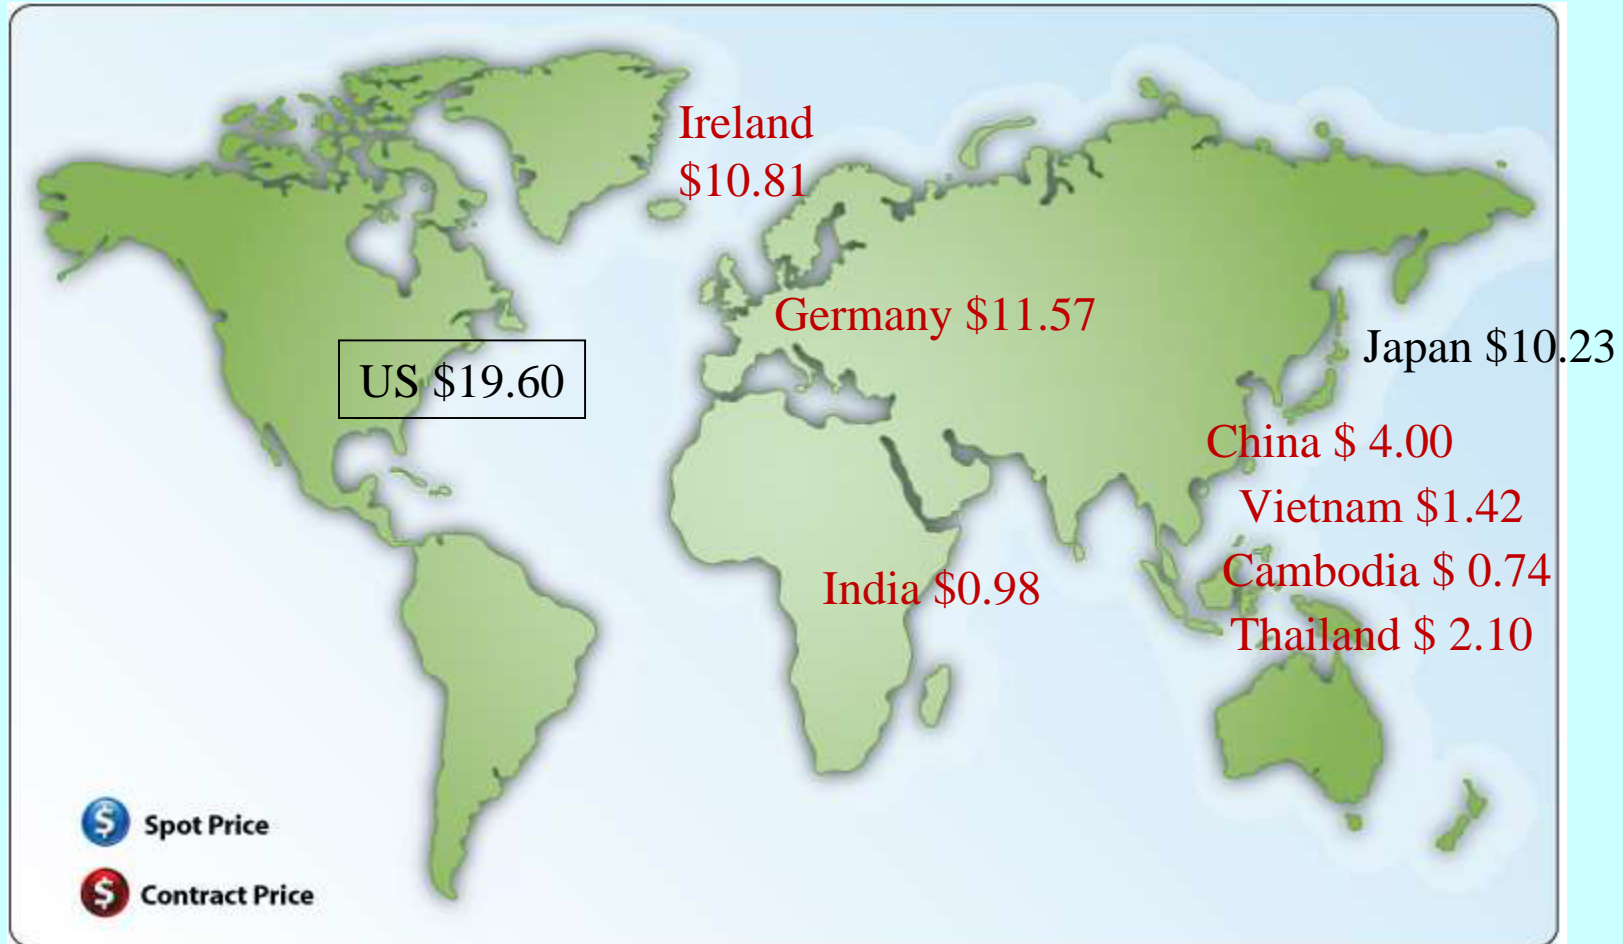 Ireland
$10.81
Germany $11.57
US $19.60
Japan $10.23
China $ 4.00
Vietnam $1.42
Cambodia $ 0.74
India $0.98
Thailand $ 2.10
$ Spot Price
$ Contract Price